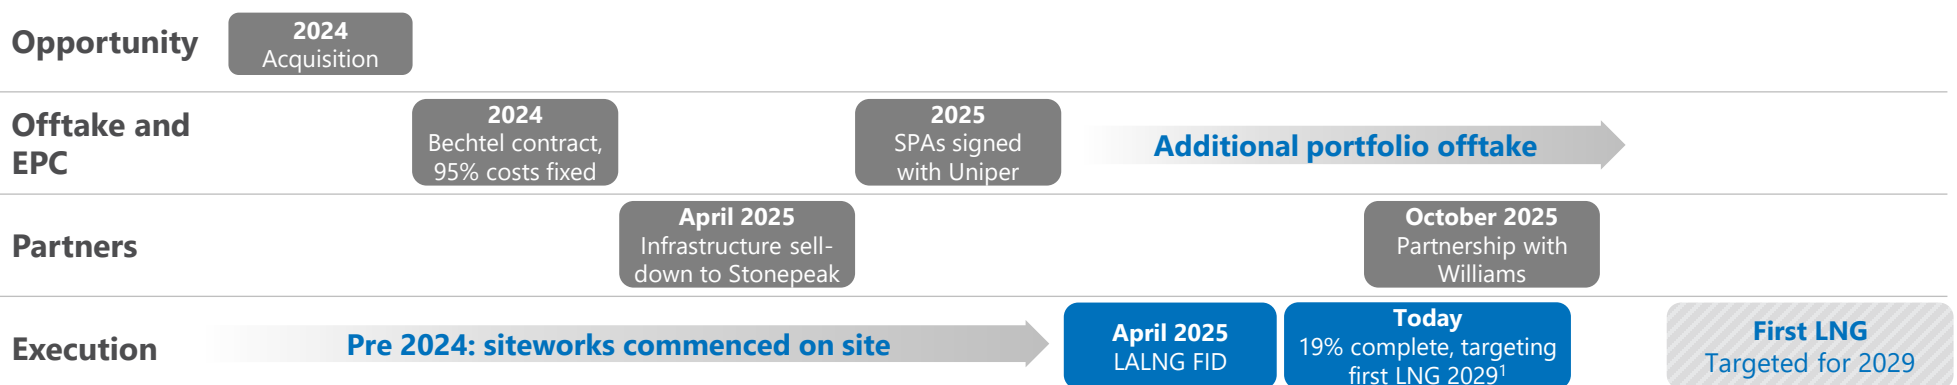 Opportunity
2024
Acquisition
Offtake and
EPC
2024
Bechtel contract,
95% costs fixed
2025
SPAs signed
with Uniper
Additional portfolio offtake
Partners
April 2025
Infrastructure sell-
down to Stonepeak
October 2025
Partnership with
Williams
Execution
Pre 2024: siteworks commenced on site
April 2025
LALNG FID
Today
19% complete, targeting
first LNG 2029¹
First LNG
Targeted for 2029